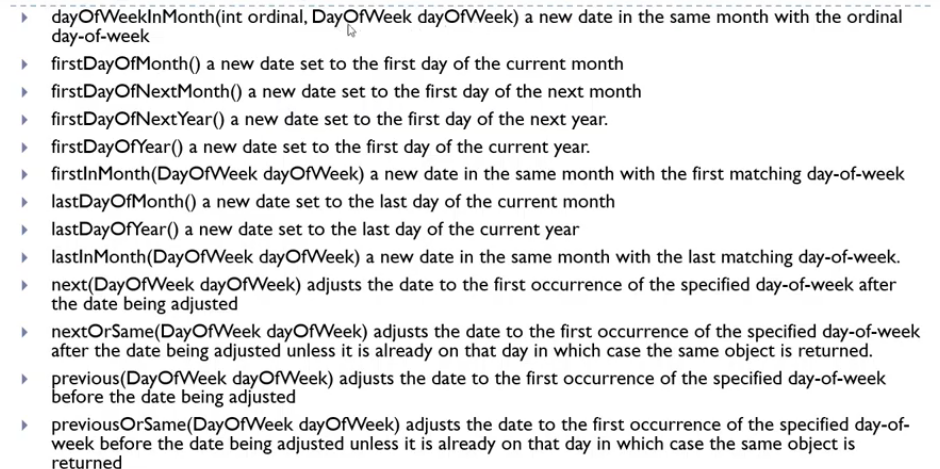 dayOfWeekInMonth(int ordinal, DayOfWeek dayOfWeek) a new date in the same month with the ordinal
day-of-week
firstDayOfMonth() a new date set to the first day of the current month
firstDayOfNextMonth() a new date set to the first day of the next month
firstDayOfNextYear() a new date set to the first day of the next year.
firstDayOfYear() a new date set to the first day of the current year.
firstInMonth(DayOfWeek dayOfWeek) a new date in the same month with the first matching day-of-week
lastDayOfMonth() a new date set to the last day of the current month
lastDayOfYear() a new date set to the last day of the current year
lastInMonth(DayOfWeek dayOfWeek) a new date in the same month with the last matching day-of-week.
next(DayOfWeek dayOfWeek) adjusts the date to the first occurrence of the specified day-of-week after
the date being adjusted
nextOrSame(DayOfWeek dayOfWeek) adjusts the date to the first occurrence of the specified day-of-week
after the date being adjusted unless it is already on that day in which case the same object is returned.
previous(DayOfWeek dayOfWeek) adjusts the date to the first occurrence of the specified day-of-week
before the date being adjusted
previousOrSame(DayOfWeek dayOfWeek) adjusts the date to the first occurrence of the specified day-of-
week before the date being adjusted unless it is already on that day in which case the same object is
returned